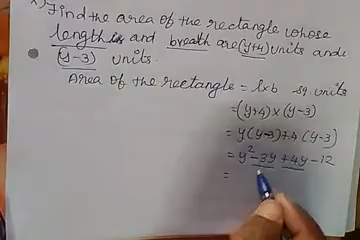 x) Find the area of the rectangle whose
length is and breath are (y+4) units and
(y-3) units.
Area of the rectangle = l×b sq. units
= (y+4) × (y-3)
= y(y-3)+4(y-3)
= y² -3y +4y -12
=